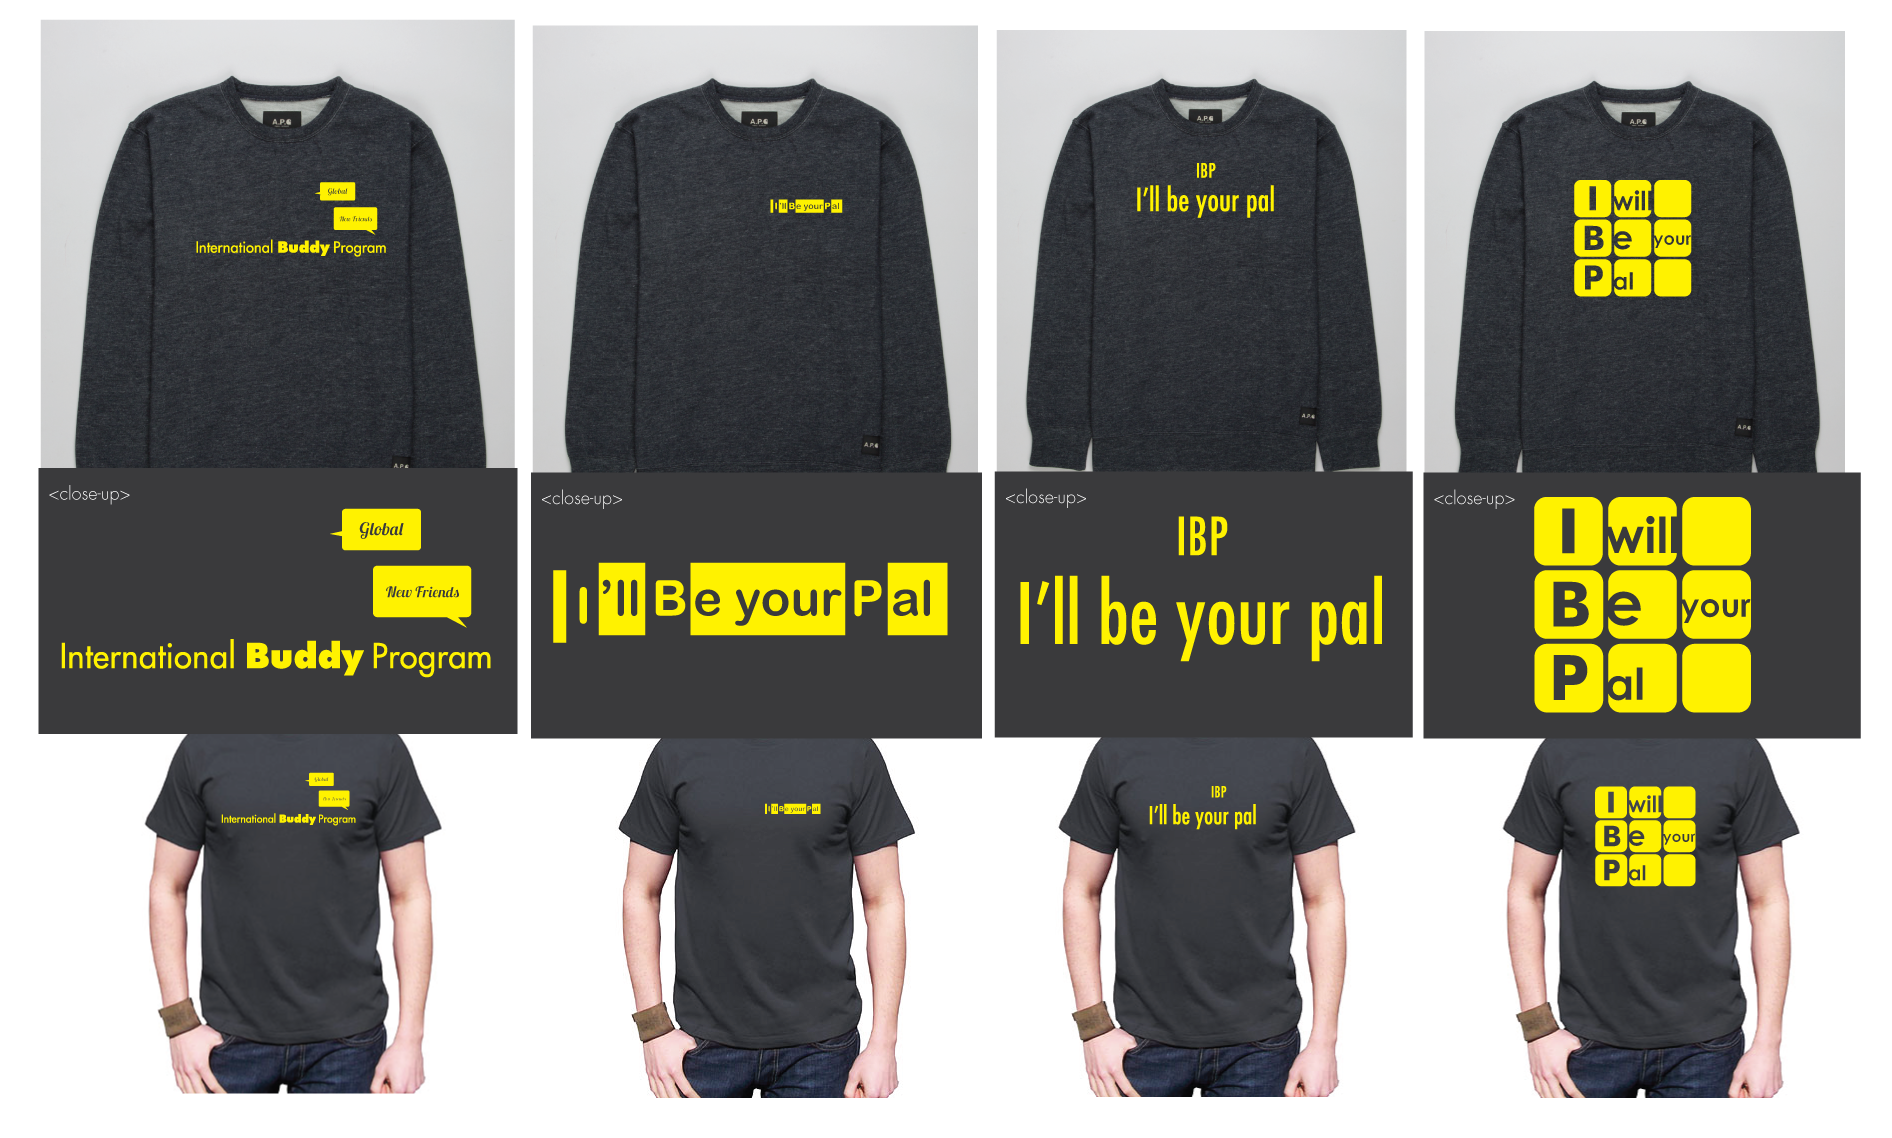 A.P.C
Global
New Friends
International Buddy Program
A.P.C
<close-up>
Global
New Friends
International Buddy Program
Global
New Friends
International Buddy Program
A.P.C
I I'll Be your Pal
A.P.C
<close-up>
I I'll Be your Pal
I I'll Be your Pal
A.P.C
IBP
I'll be your pal
A.P.C
<close-up>
IBP
I'll be your pal
IBP
I'll be your pal
A.P.C
I will
Be your
Pal
A.P.C
<close-up>
I will
Be your
Pal
I will
Be your
Pal